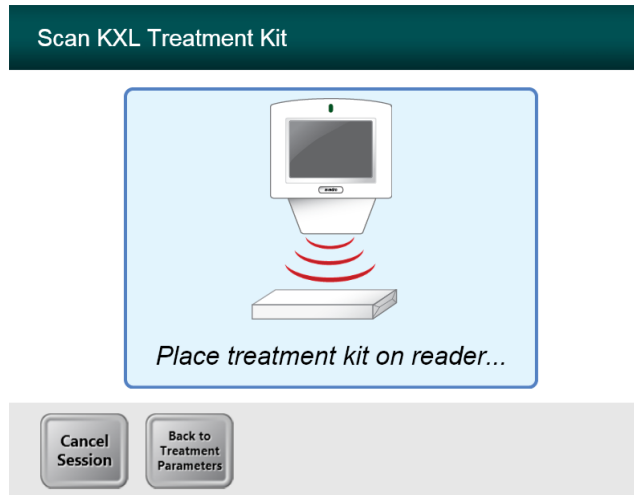 Scan KXL Treatment Kit
Place treatment kit on reader...
Cancel
Session
Back to
Treatment
Parameters